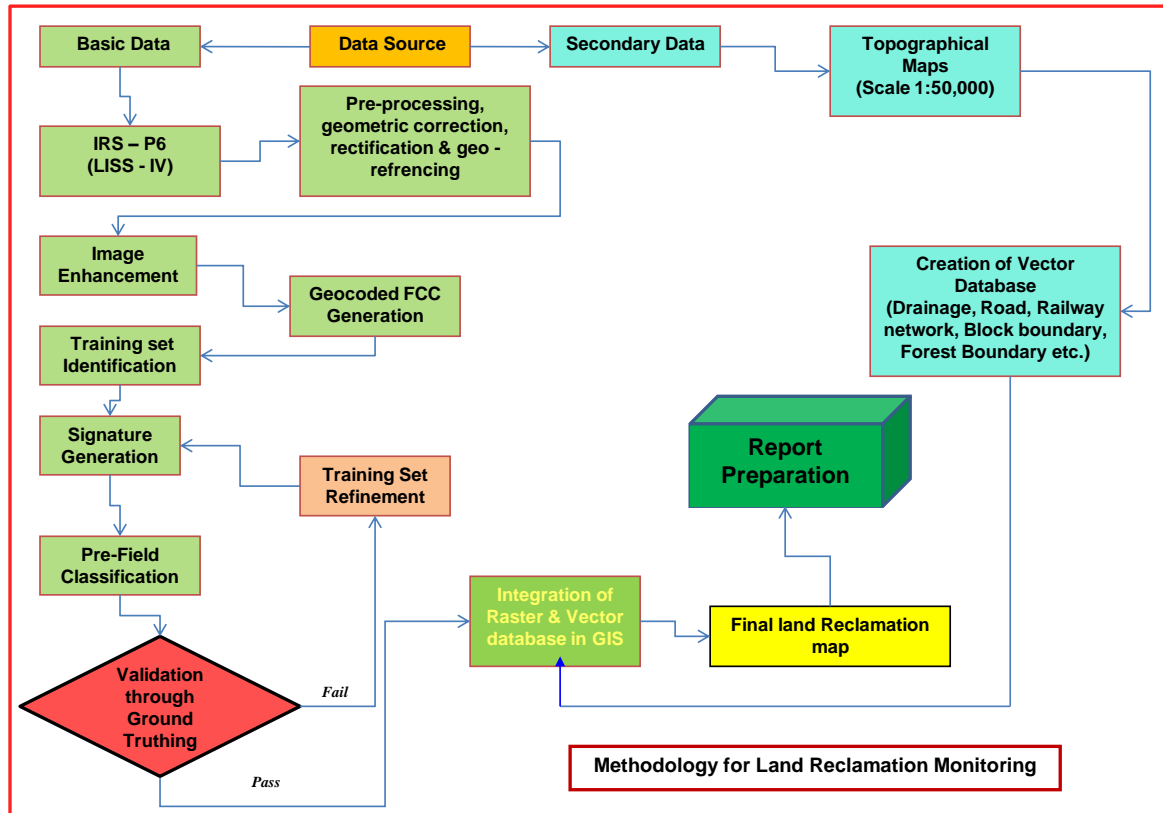 Basic Data
Data Source
Secondary Data
Topographical
Maps
(Scale 1:50,000)
IRS – P6
(LISS - IV)
Pre-processing,
geometric correction,
rectification & geo -
refrencing
Image
Enhancement
Geocoded FCC
Generation
Creation of Vector
Database
(Drainage, Road, Railway
network, Block boundary,
Forest Boundary etc.)
Training set
Identification
Signature
Generation
Training Set
Refinement
Report
Preparation
Pre-Field
Classification
Integration of
Raster & Vector
database in GIS
Final land Reclamation
map
Validation
through
Ground
Truthing
Fail
Pass
Methodology for Land Reclamation Monitoring